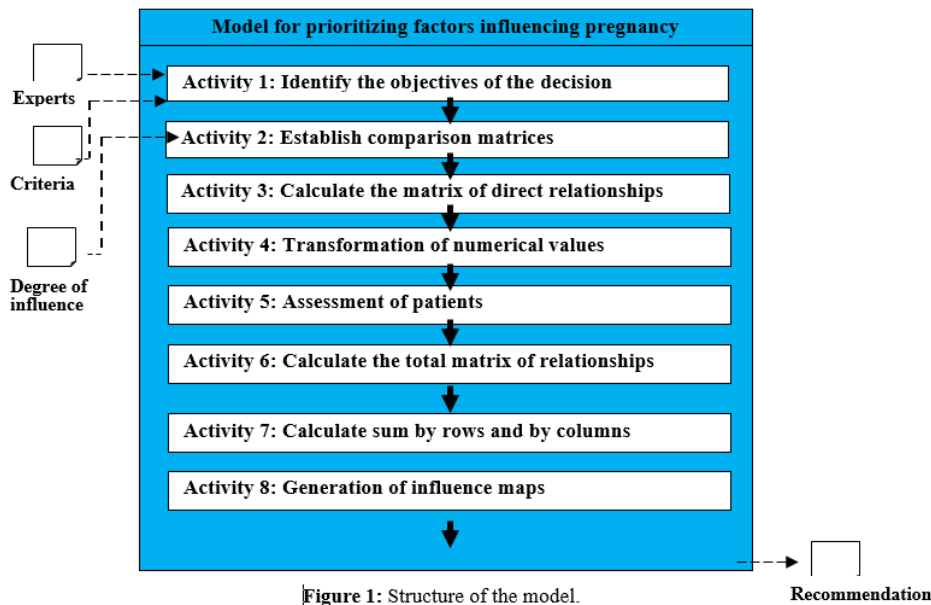 Model for prioritizing factors influencing pregnancy
Activity 1: Identify the objectives of the decision
Experts
Activity 2: Establish comparison matrices
Criteria
Activity 3: Calculate the matrix of direct relationships
Activity 4: Transformation of numerical values
Degree of
influence
Activity 5: Assessment of patients
Activity 6: Calculate the total matrix of relationships
Activity 7: Calculate sum by rows and by columns
Activity 8: Generation of influence maps
Recommendation
Figure 1: Structure of the model.